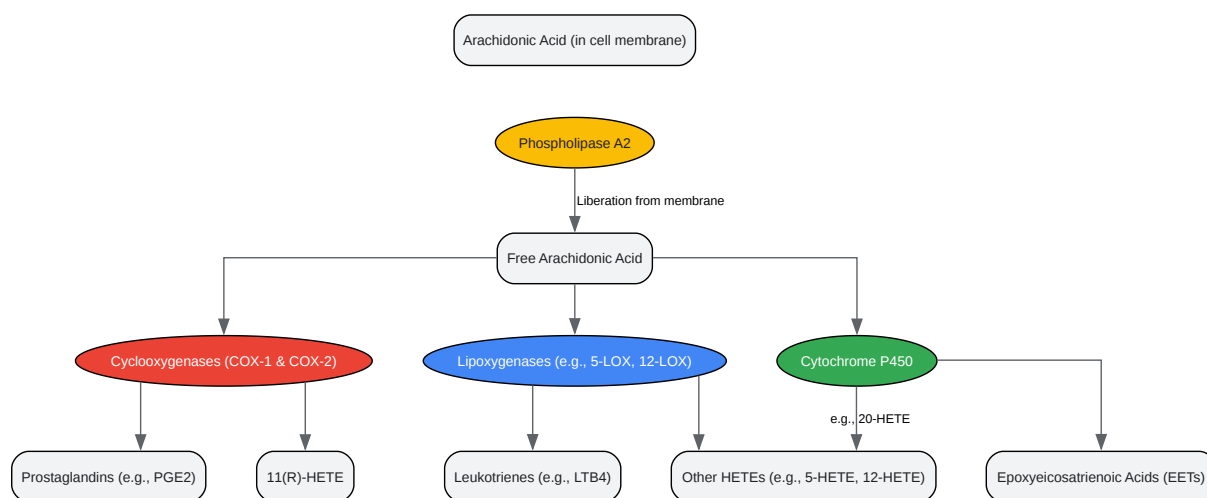 Arachidonic Acid (in cell membrane)
Phospholipase A2
Liberation from membrane
Free Arachidonic Acid
Cyclooxygenases (COX-1 & COX-2)
Lipoxygenases (e.g., 5-LOX, 12-LOX)
Cytochrome P450
e.g., 20-HETE
Prostaglandins (e.g., PGE2)
11(R)-HETE
Leukotrienes (e.g., LTB4)
Other HETEs (e.g., 5-HETE, 12-HETE)
Epoxyeicosatrienoic Acids (EETs)